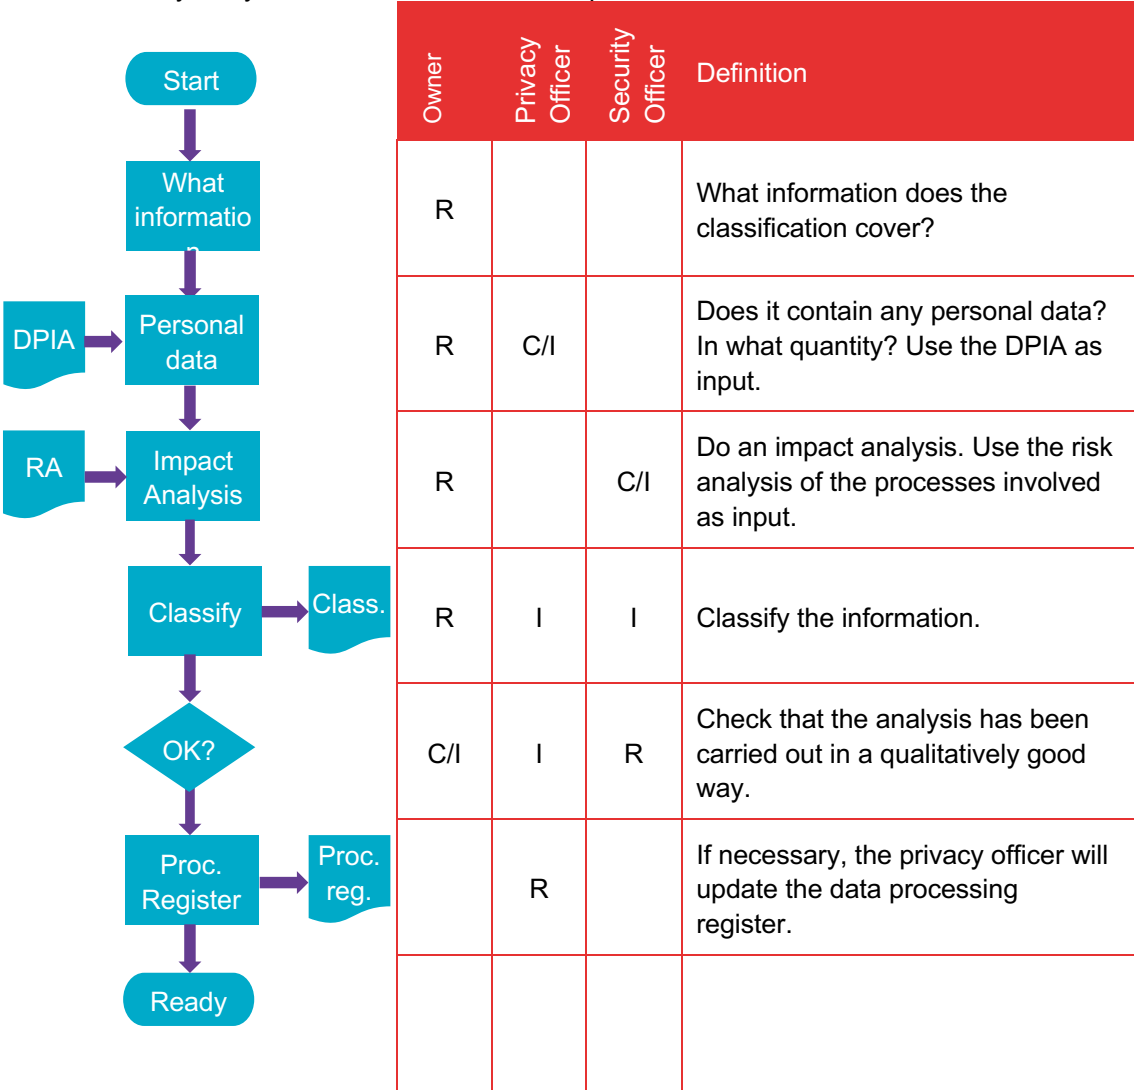 Start
Owner
Privacy
Officer
Security
Officer
Definition
What
informatio
n
R
What information does the
classification cover?
DPIA
Personal
data
R
C/I
Does it contain any personal data?
In what quantity? Use the DPIA as
input.
RA
Impact
Analysis
R
C/I
Do an impact analysis. Use the risk
analysis of the processes involved
as input.
Classify
Class.
R
I
I
Classify the information.
OK?
C/I
I
R
Check that the analysis has been
carried out in a qualitatively good
way.
Proc.
Register
Proc.
reg.
R
If necessary, the privacy officer will
update the data processing
register.
Ready